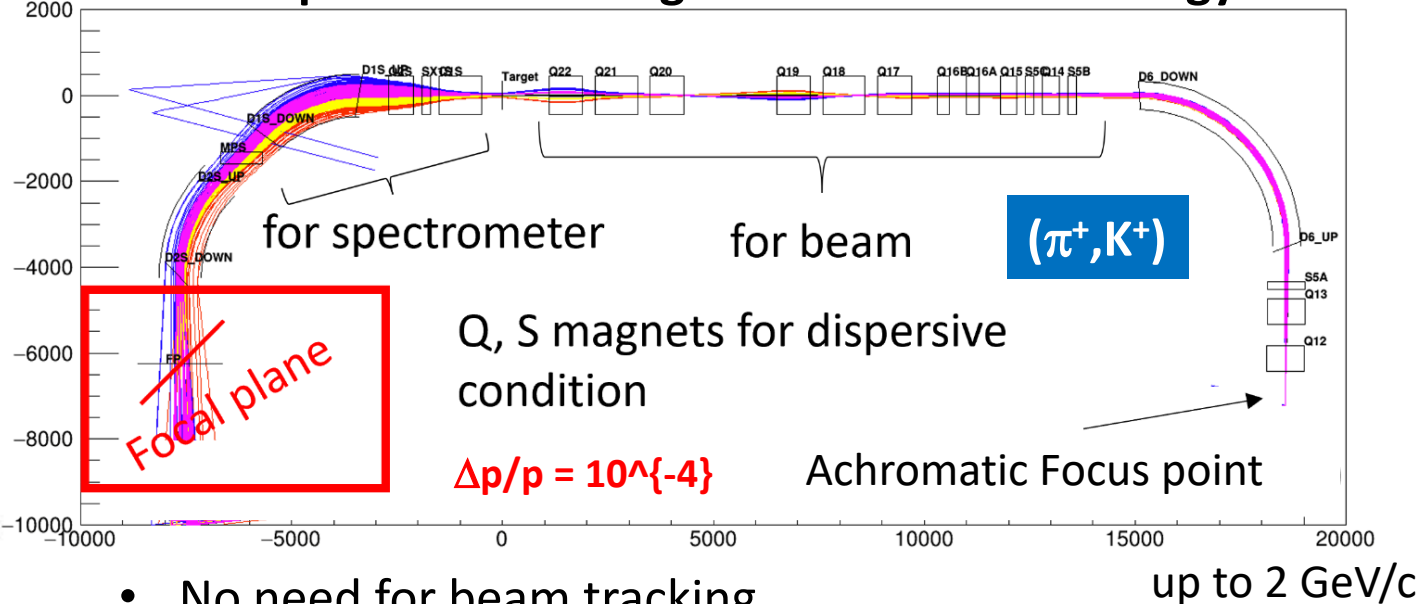 2000
0
−2000
−4000
−6000
−8000
−10000
D1S_UP
SX1S
Target
Q22
Q21
Q20
Q19
Q18
Q17
Q16B
Q16A
Q15
S5C
Q14
S5B
D6_DOWN
D1S_DOWN
MPS
D2S_UP
for spectrometer
for beam
(π⁺,K⁺)
D6_UP
D2S_DOWN
S5A
Q13
Q, S magnets for dispersive
condition
Q12
FP
Focal plane
Δp/p = 10^{-4}
Achromatic Focus point
−10000
−5000
0
5000
10000
15000
20000
up to 2 GeV/c
• No need for beam tracking